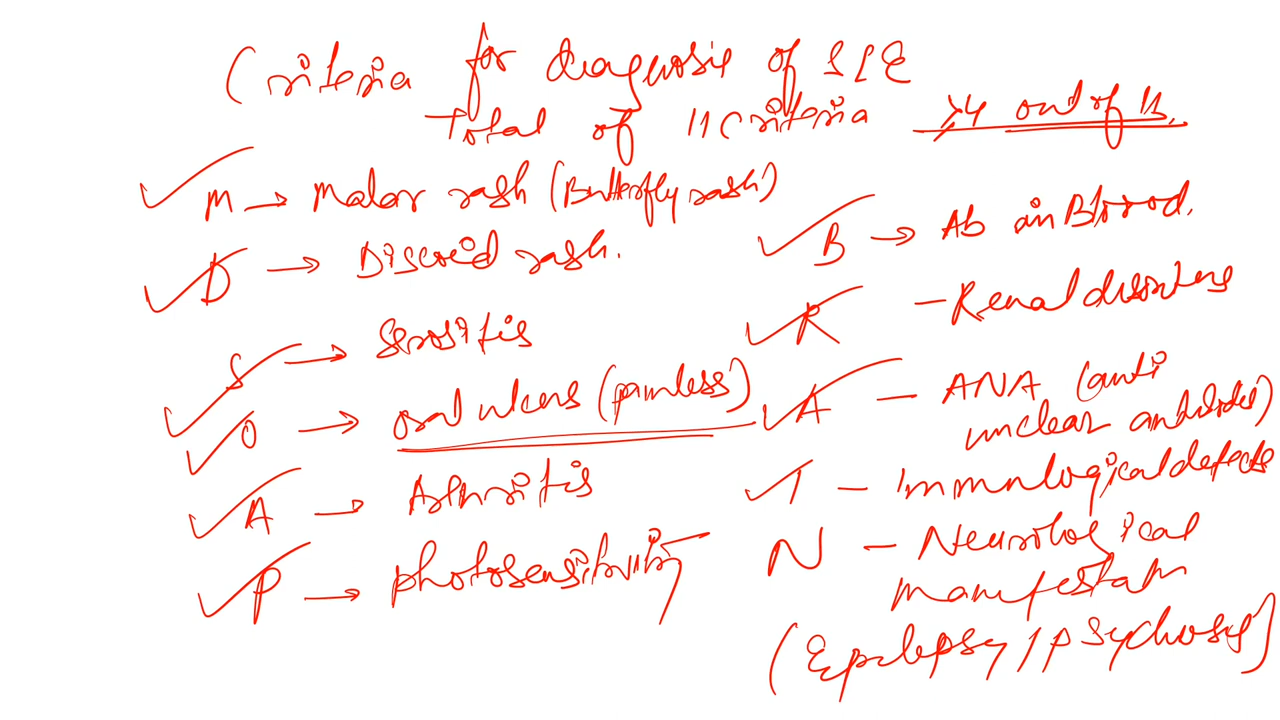 Criteria for diagnosis of SLE
Total of 11 criteria ≥4 out of 11.
M → Malar rash (Butterfly rash)
D → Discoid rash.
S → Serositis
O → oral ulcers (painless)
A → Arthritis
P → photosensitivity
B → Ab in Blood.
R - Renal disorders
A - ANA (anti
nuclear antibodies)
I - Immunological defects
N - Neurological
manifestatn
(Epilepsy/psychosis)